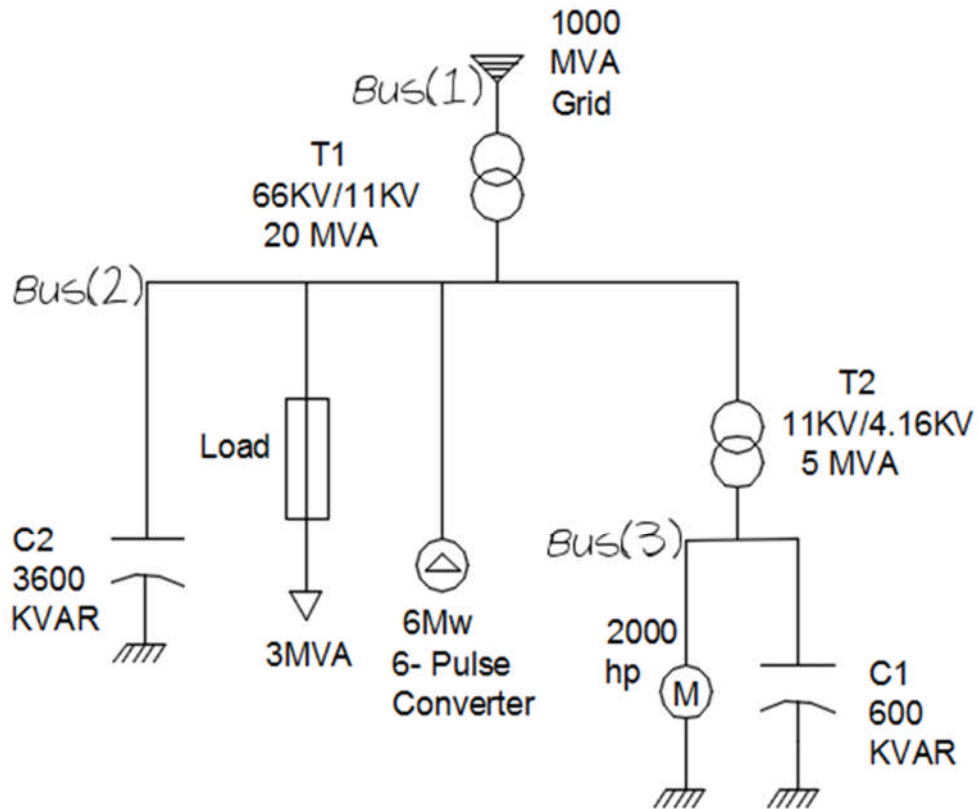 1000
MVA
Grid
Bus(1)
T1
66KV/11KV
20 MVA
Bus(2)
T2
11KV/4.16KV
5 MVA
Load
C2
3600
KVAR
3MVA
6Mw
6- Pulse
Converter
Bus(3)
2000
hp
M
C1
600
KVAR